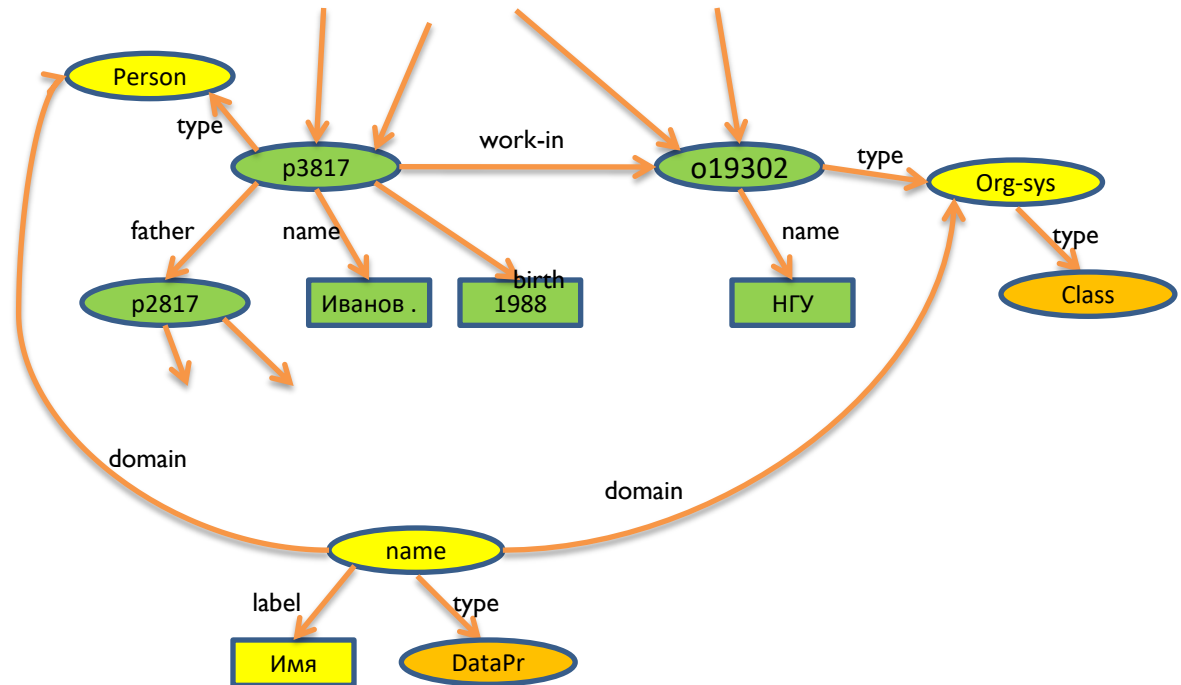 Person
type
work-in
p3817
o19302
type
Org-sys
father
name
name
type
birth
p2817
Иванов .
1988
НГУ
Class
domain
domain
name
label
type
Имя
DataPr